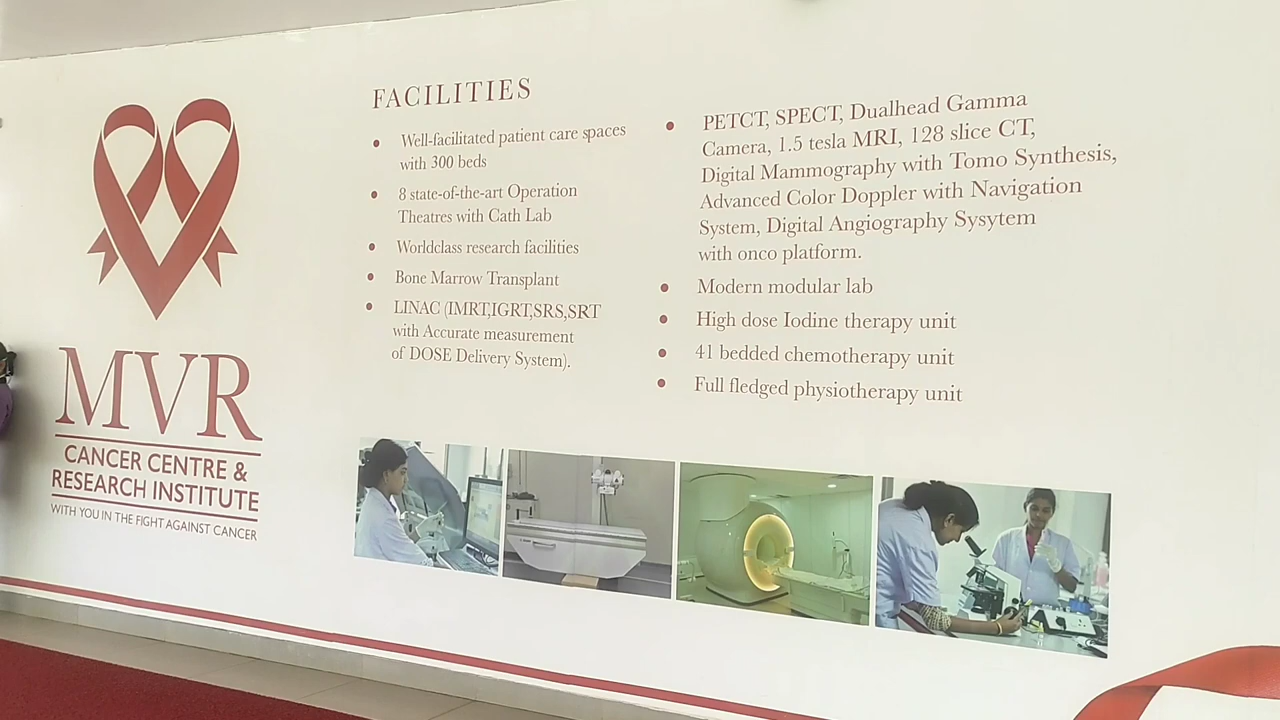 MVR
CANCER CENTRE &
RESEARCH INSTITUTE
WITH YOU IN THE FIGHT AGAINST CANCER
FACILITIES
• Well-facilitated patient care spaces
with 300 beds
• 8 state-of-the-art Operation
Theatres with Cath Lab
• Worldclass research facilities
• Bone Marrow Transplant
• LINAC (IMRT,IGRT,SRS,SRT
with Accurate measurement
of DOSE Delivery System).
• PETCT, SPECT, Dualhead Gamma
Camera, 1.5 tesla MRI, 128 slice CT,
Digital Mammography with Tomo Synthesis,
Advanced Color Doppler with Navigation
System, Digital Angiography Sysytem
with onco platform.
• Modern modular lab
• High dose Iodine therapy unit
• 41 bedded chemotherapy unit
• Full fledged physiotherapy unit